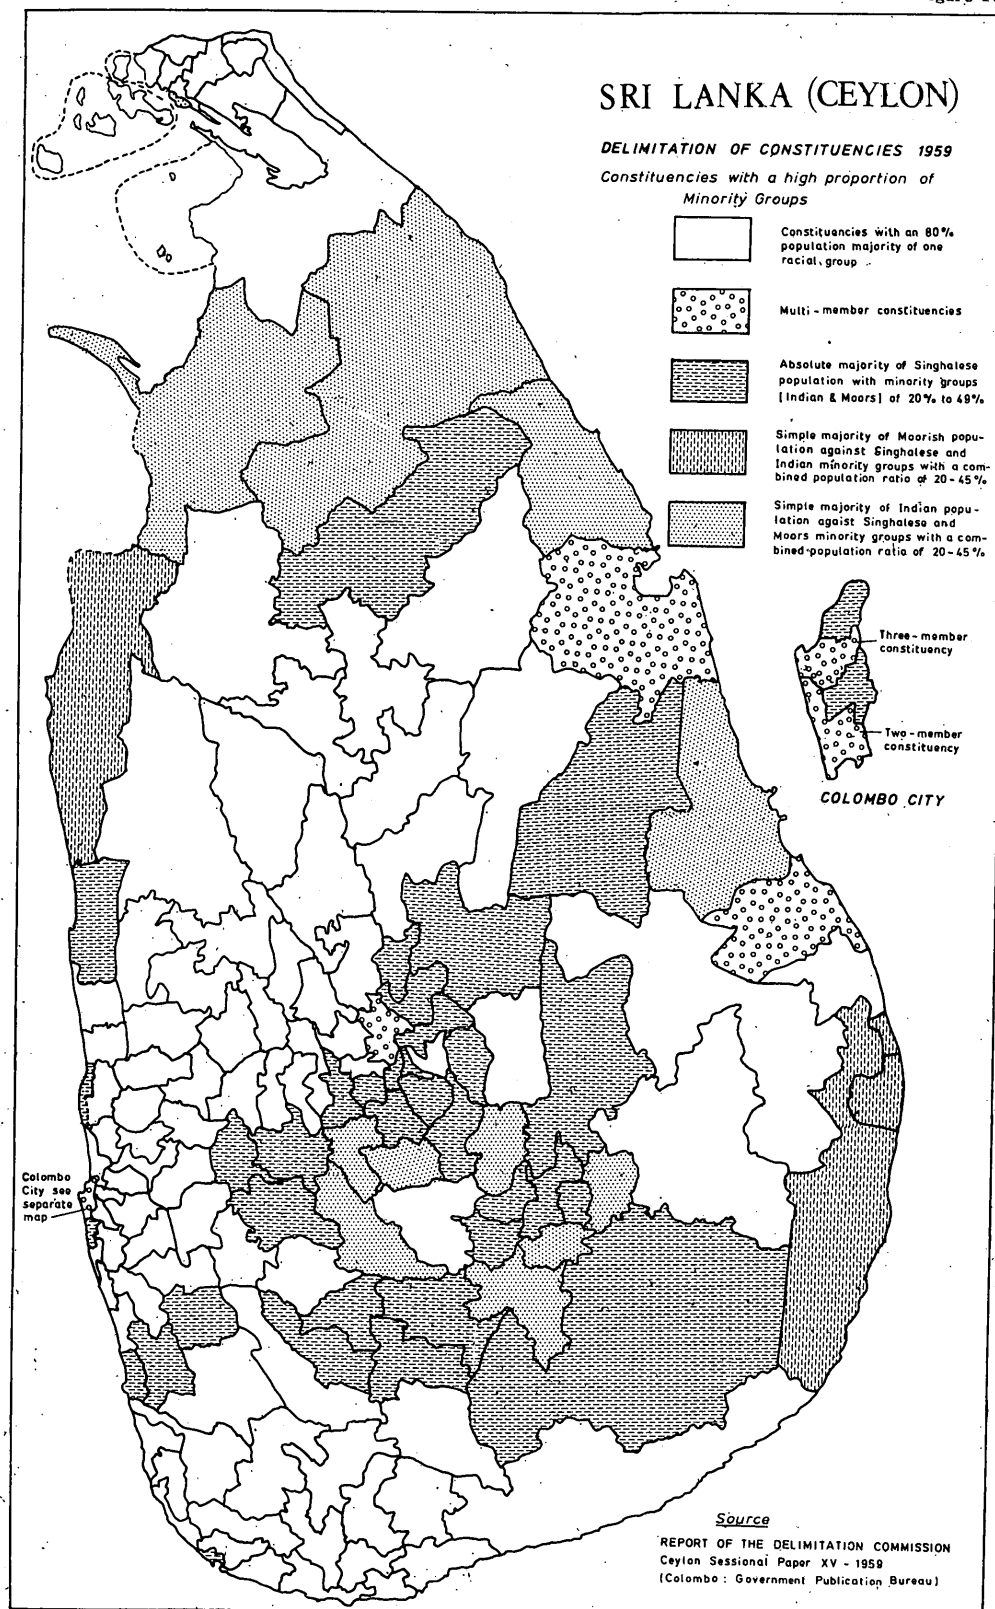 SRI LANKA (CEYLON)
DELIMITATION OF CONSTITUENCIES 1959
Constituencies with a high proportion of
Minority Groups
Constituencies with an 80%
population majority of one
racial group
Multi-member constituencies
Absolute majority of Singhalese
population with minority groups
[Indian & Moors] of 20% to 49%
Simple majority of Moorish popu-
lation against Singhalese and
Indian minority groups with a com-
bined population ratio of 20-45%
Simple majority of Indian popu-
lation agaist Singhalese and
Moors minority groups with a com-
bined population ratio of 20-45%
Three-member
constituency
Two-member
constituency
COLOMBO CITY
Colombo
City see
separate
map
Source
REPORT OF THE DELIMITATION COMMISSION
Ceylon Sessional Paper XV - 1959
[Colombo : Government Publication Bureau]